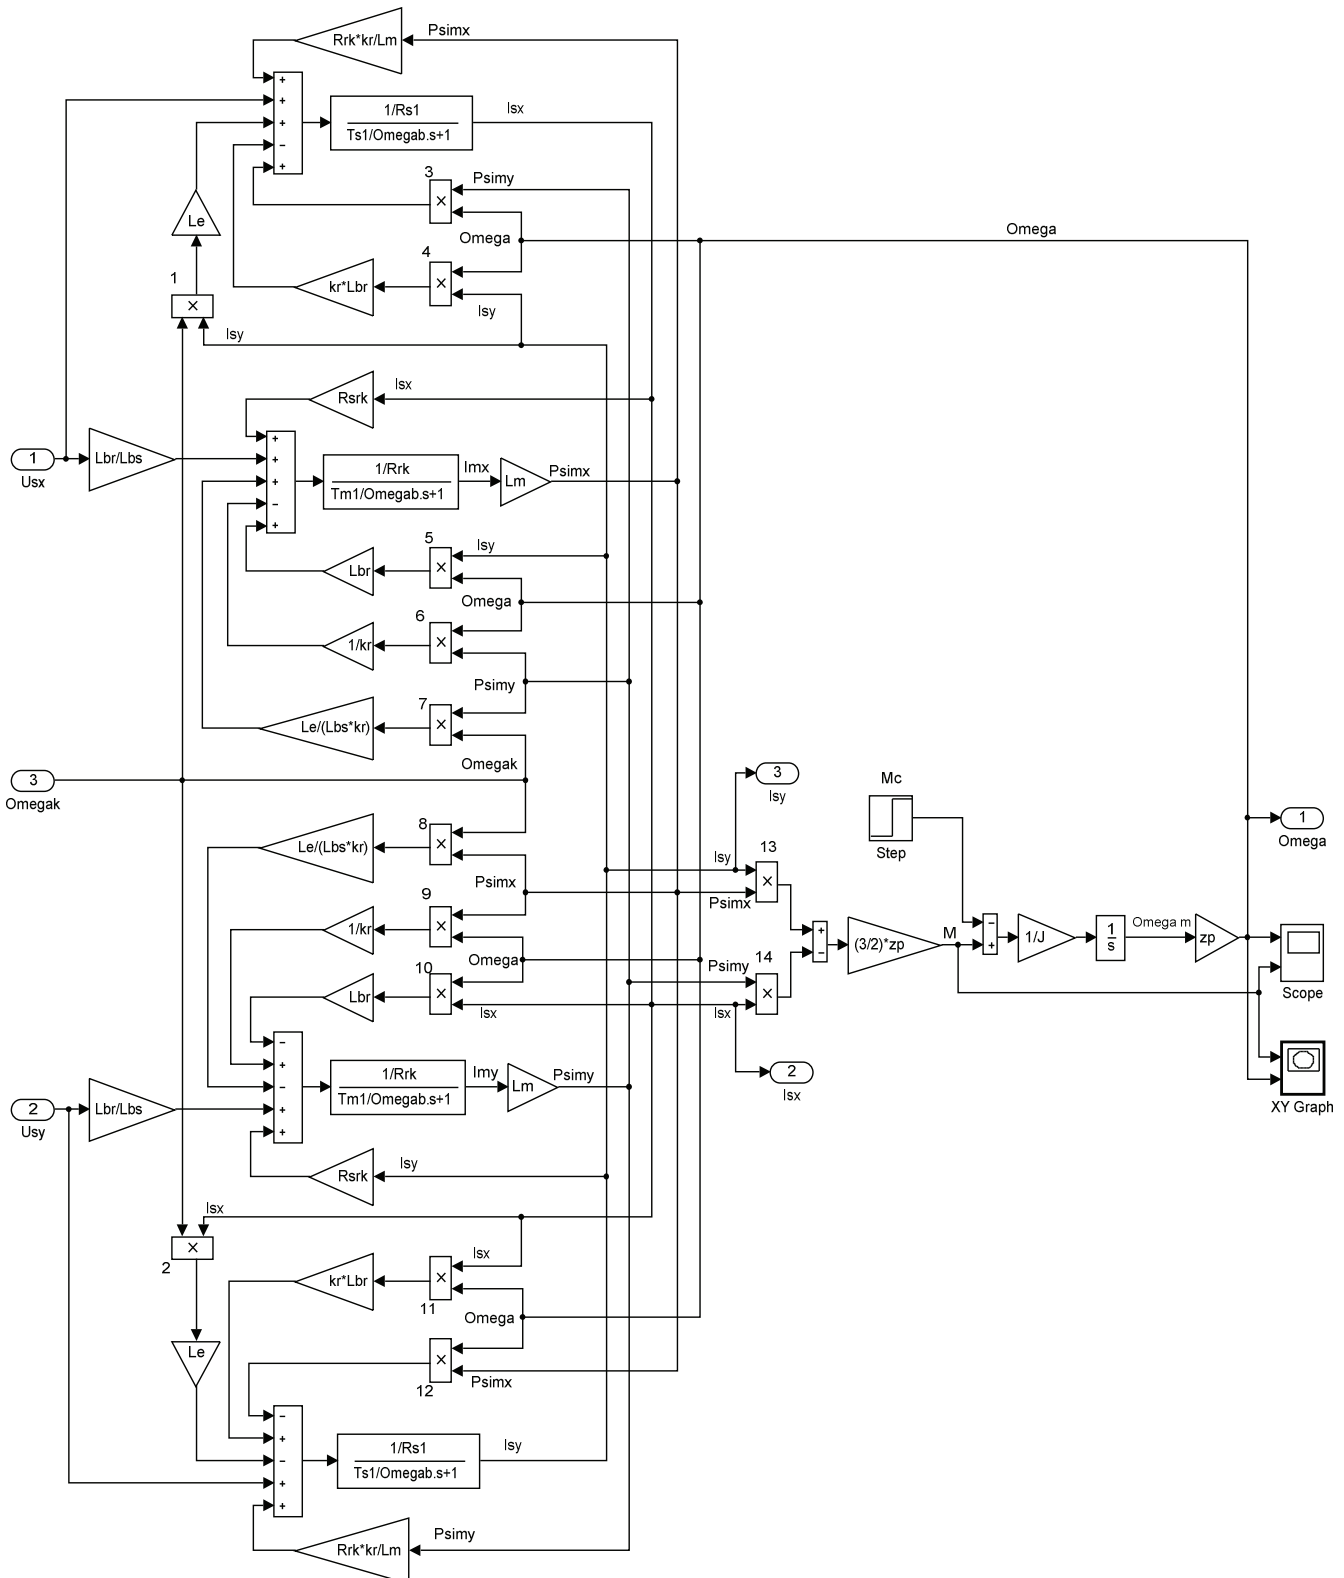 Rrk*kr/Lm
Psimx
+
+
+
−
+
1/Rs1
Ts1/Omegab.s+1
Isx
3
×
Psimy
Le
Omega
Omega
4
×
kr*Lbr
1
×
Isy
Isy
Rsrk
Isx
1
Usx
Lbr/Lbs
+
+
+
−
+
1/Rrk
Tm1/Omegab.s+1
Imx
Lm
Psimx
5
×
Isy
Lbr
Omega
6
×
1/kr
Psimy
7
×
Le/(Lbs*kr)
Omegak
3
Omegak
3
Isy
Mc
Step
1
Omega
8
×
Le/(Lbs*kr)
Psimx
Isy
13
×
Psimx
9
×
1/kr
Omega
+
−
(3/2)*zp
M
−
+
1/J
1
s
Omega m
zp
Scope
10
×
Lbr
Isx
Psimy
14
×
Isx
2
Isx
XY Graph
−
+
−
+
+
1/Rrk
Tm1/Omegab.s+1
Imy
Lm
Psimy
2
Usy
Lbr/Lbs
Rsrk
Isy
Isx
×
2
kr*Lbr
×
11
Isx
Omega
Le
×
12
Psimx
−
+
−
+
+
1/Rs1
Ts1/Omegab.s+1
Isy
Rrk*kr/Lm
Psimy